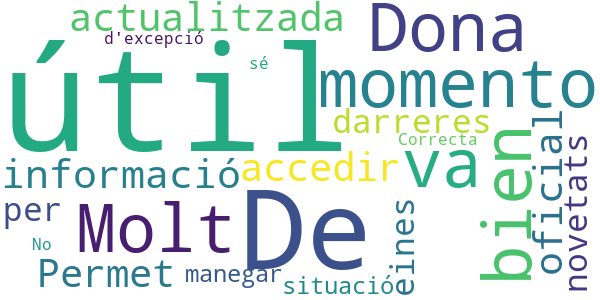 actualitzada
Dona
d'excepció
útil
sé
momento
darreres
Correcta
informació
accedir
va
bien
oficial
novetats
per
Molt
De
No
Permet
manegar
situació
eines